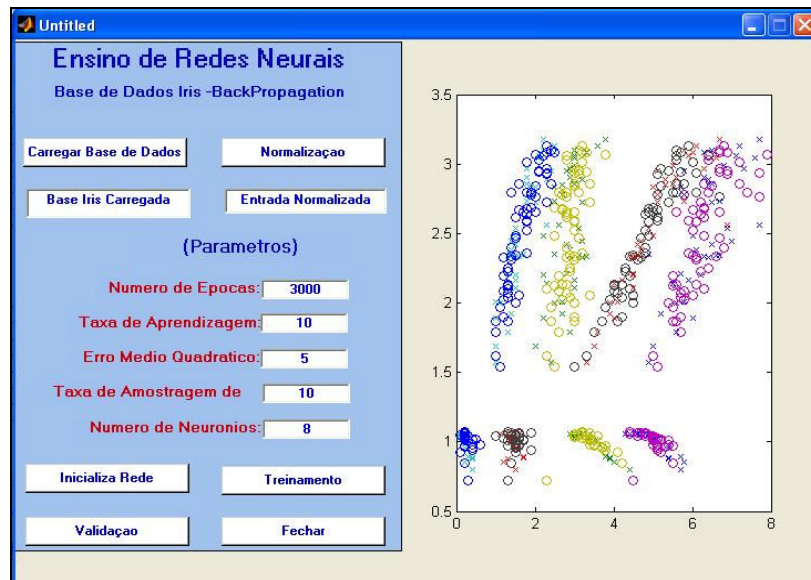 Untitled
Ensino de Redes Neurais
Base de Dados Iris -BackPropagation
Carregar Base de Dados
Normalizaçao
Base Iris Carregada
Entrada Normalizada
(Parametros)
Numero de Epocas: 3000
Taxa de Aprendizagem: 10
Erro Medio Quadratico: 5
Taxa de Amostragem de 10
Numero de Neuronios: 8
Inicializa Rede
Treinamento
Validaçao
Fechar
3.5
3
2.5
2
1.5
1
0.5
0 2 4 6 8